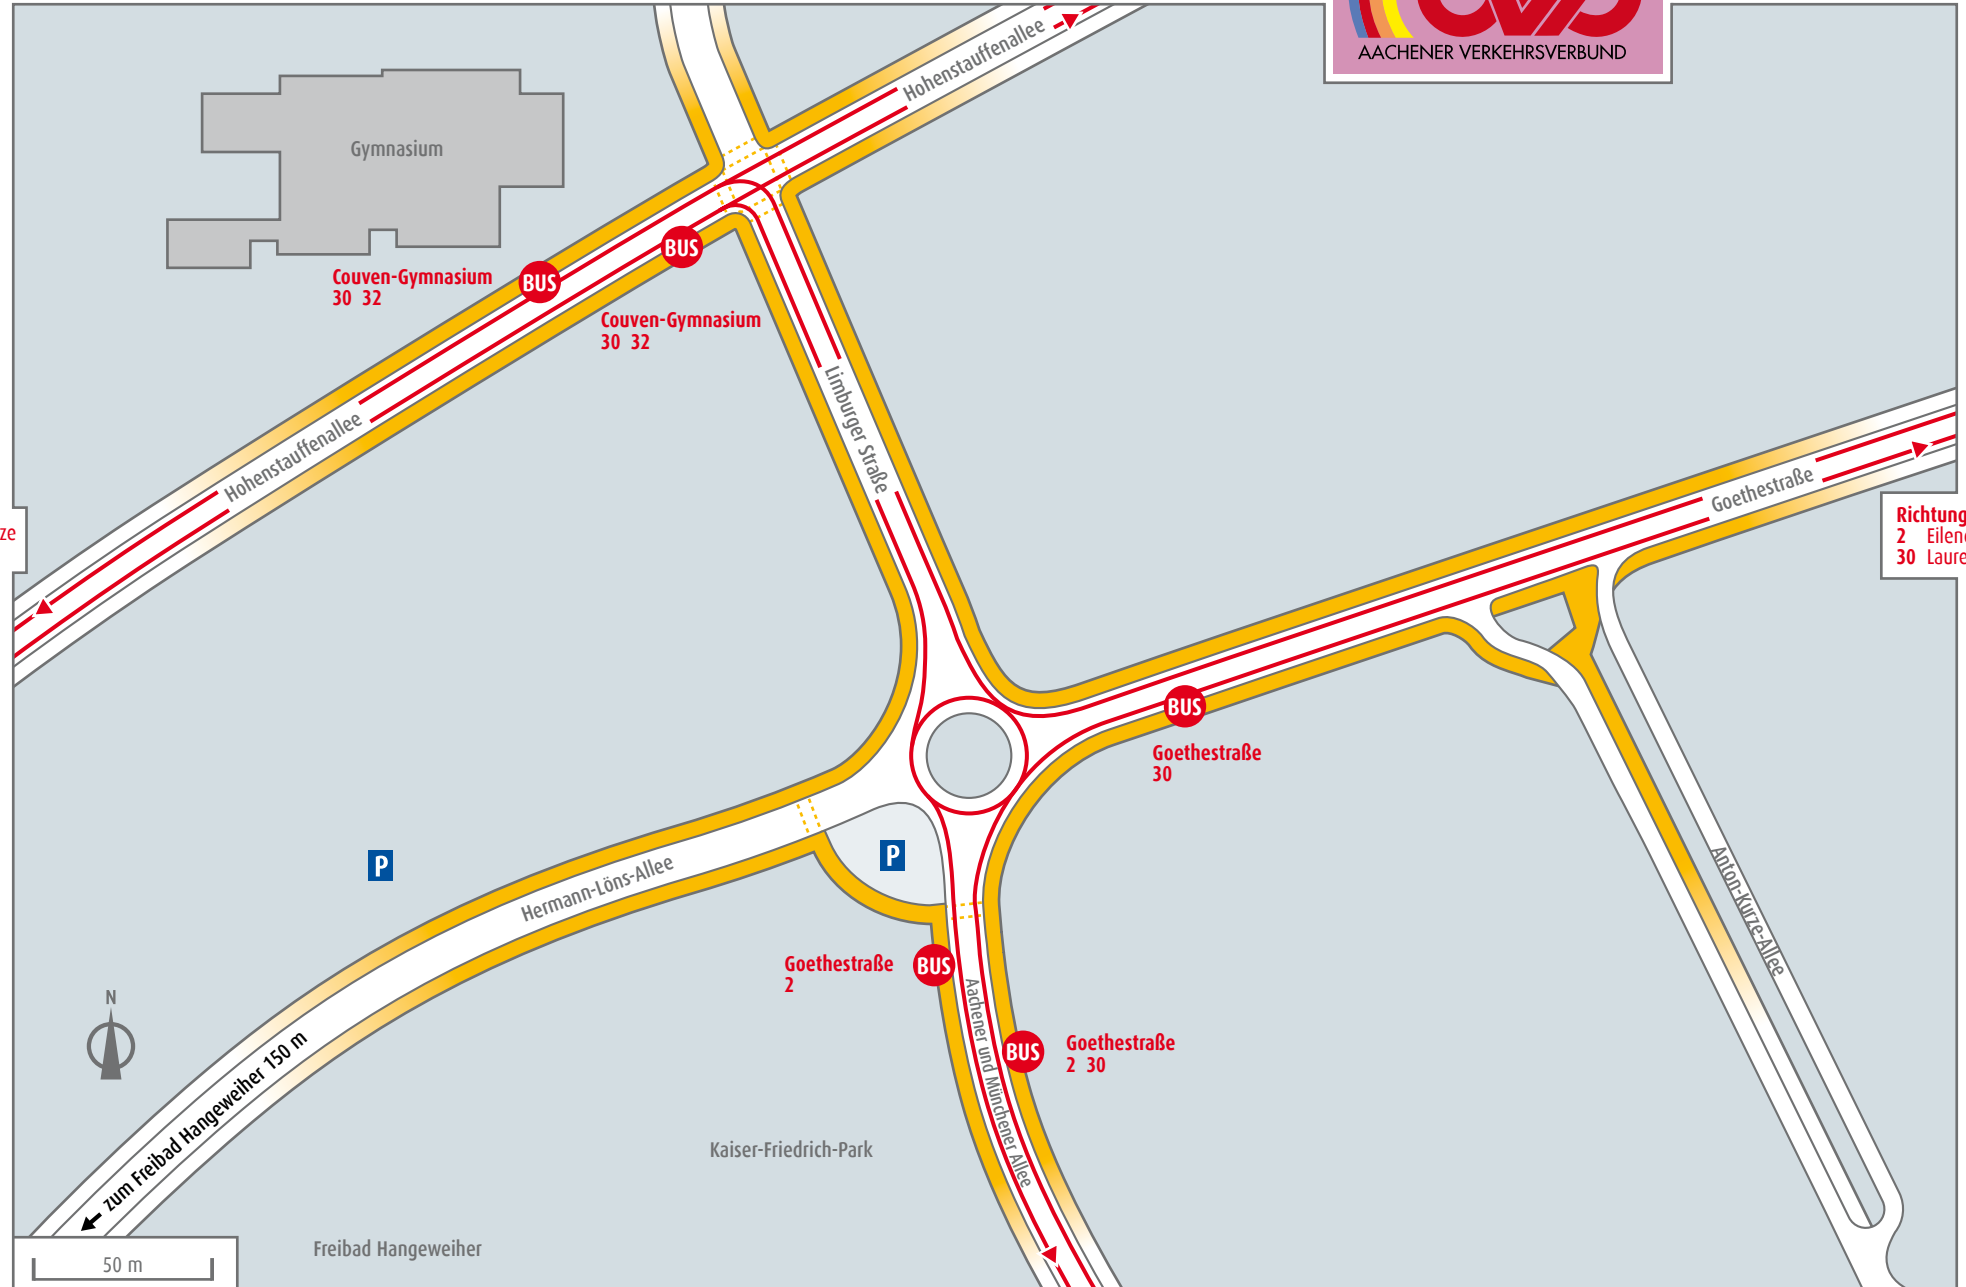 AACHENER VERKEHRSVERBUND
Hohenstauffenallee
Gymnasium
BUS
Couven-Gymnasium
30 32
BUS
Couven-Gymnasium
30 32
Limburger Straße
Hohenstauffenallee
Goethestraße
ze
Richtung
2
30
BUS
Goethestraße
30
P
P
Hermann-Löns-Allee
Anton-Kurze-Allee
Goethestraße
2
BUS
Aachener und Münchener Allee
BUS
Goethestraße
2 30
N
zum Freibad Hangeweiher 150 m
Kaiser-Friedrich-Park
Freibad Hangeweiher
50 m